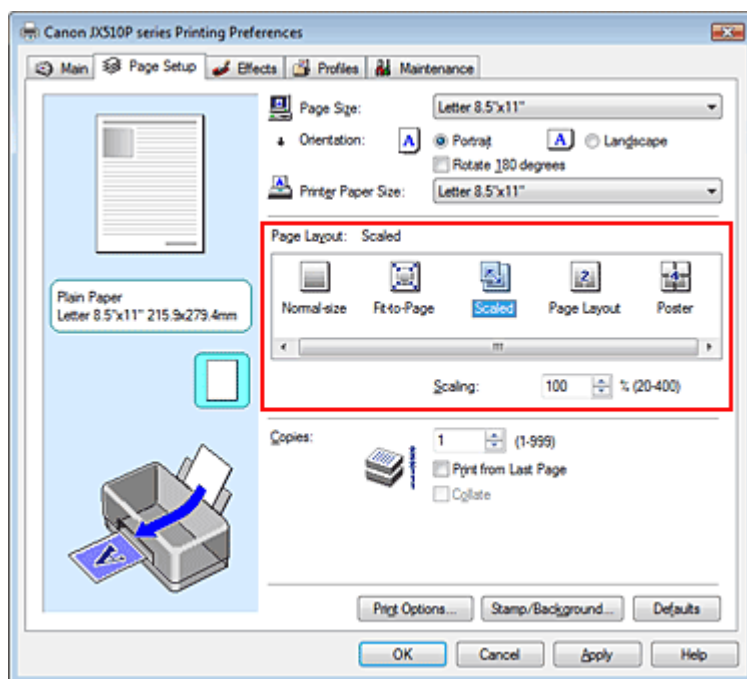 Canon JX510P series Printing Preferences
Main Page Setup Effects Profiles Maintenance
Page Size: Letter 8.5"x11"
Orientation: A Portrait A Landscape
Rotate 180 degrees
Printer Paper Size: Letter 8.5"x11"
Page Layout: Scaled
Normal-size Fit-to-Page Scaled Page Layout Poster
Plain Paper
Letter 8.5"x11" 215.9x279.4mm
Scaling: 100 % (20-400)
Copies: 1 (1-999)
Print from Last Page
Collate
Print Options... Stamp/Background... Defaults
OK Cancel Apply Help